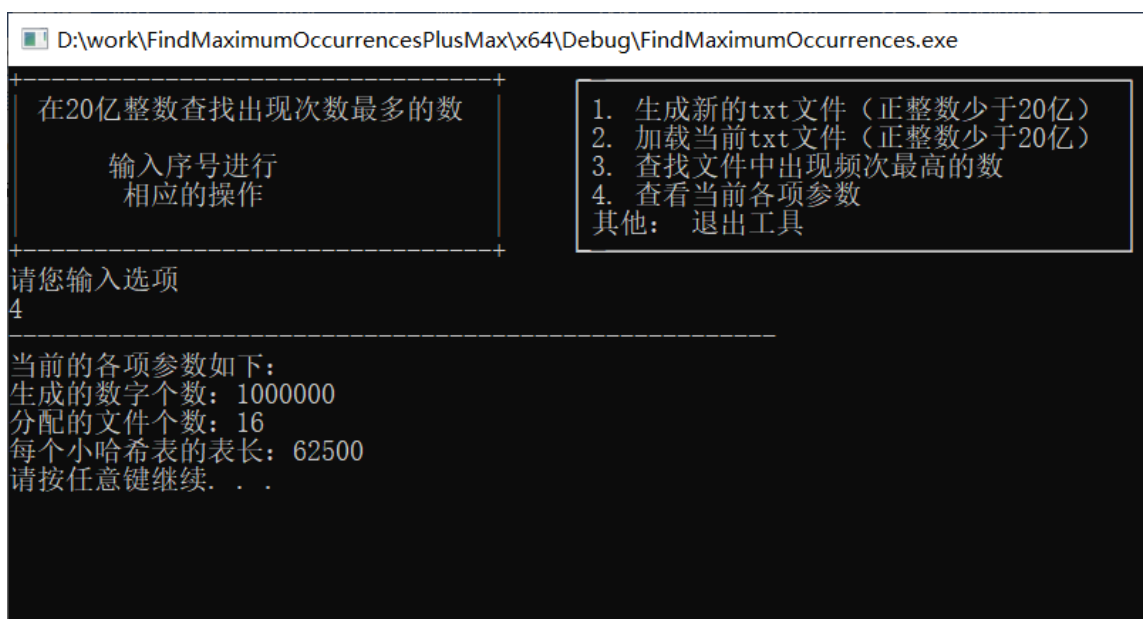 D:\work\FindMaximumOccurrencesPlusMax\x64\Debug\FindMaximumOccurrences.exe
在20亿整数查找出现次数最多的数
输入序号进行
相应的操作
1. 生成新的txt文件（正整数少于20亿）
2. 加载当前txt文件（正整数少于20亿）
3. 查找文件中出现频次最高的数
4. 查看当前各项参数
其他： 退出工具
请您输入选项
4
当前的各项参数如下：
生成的数字个数：1000000
分配的文件个数：16
每个小哈希表的表长：62500
请按任意键继续. . .